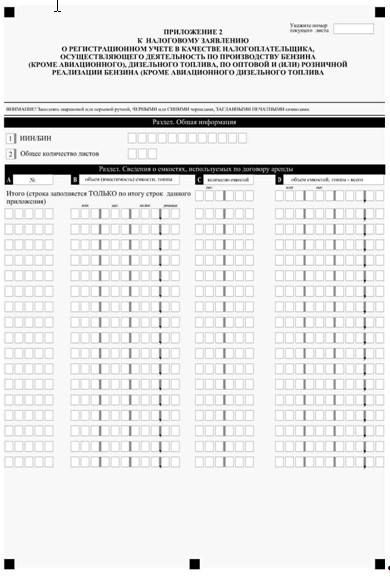 Укажите номер
текущего листа
ПРИЛОЖЕНИЕ 2
К НАЛОГОВОМУ ЗАЯВЛЕНИЮ
О РЕГИСТРАЦИОННОМ УЧЕТЕ В КАЧЕСТВЕ НАЛОГОПЛАТЕЛЬЩИКА,
ОСУЩЕСТВЛЯЮЩЕГО ДЕЯТЕЛЬНОСТЬ ПО ПРОИЗВОДСТВУ БЕНЗИНА
(КРОМЕ АВИАЦИОННОГО), ДИЗЕЛЬНОГО ТОПЛИВА, ПО ОПТОВОЙ И (ИЛИ) РОЗНИЧНОЙ
РЕАЛИЗАЦИИ БЕНЗИНА (КРОМЕ АВИАЦИОННОГО ДИЗЕЛЬНОГО ТОПЛИВА
ВНИМАНИЕ! Заполнять шариковой или перьевой ручкой, ЧЕРНЫМИ или СИНИМИ чернилами, ЗАГЛАВНЫМИ ПЕЧАТНЫМИ символами.
Раздел. Общая информация
1 ИИН/БИН
2 Общее количество листов
Раздел. Сведения о емкостях, используемых по договору аренды
A № B объем (вместимость) емкости, тонна C количество емкостей D объем емкостей, тонна - всего
Итого (строка заполняется ТОЛЬКО по итогу строк данного
приложения)